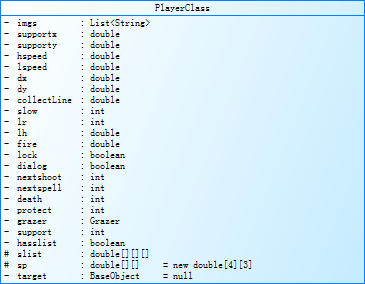 PlayerClass
- imgs : List<String>
- supportx : double
- supporty : double
- hspeed : double
- lspeed : double
- dx : double
- dy : double
- collectLine : double
- slow : int
- lr : int
- lh : double
- fire : double
- lock : boolean
- dialog : boolean
- nextshoot : int
- nextspell : int
- death : int
- protect : int
- grazer : Grazer
- support : int
- hasslist : boolean
# slist : double[][][]
# sp : double[][] = new double[4][3]
- target : BaseObject = null